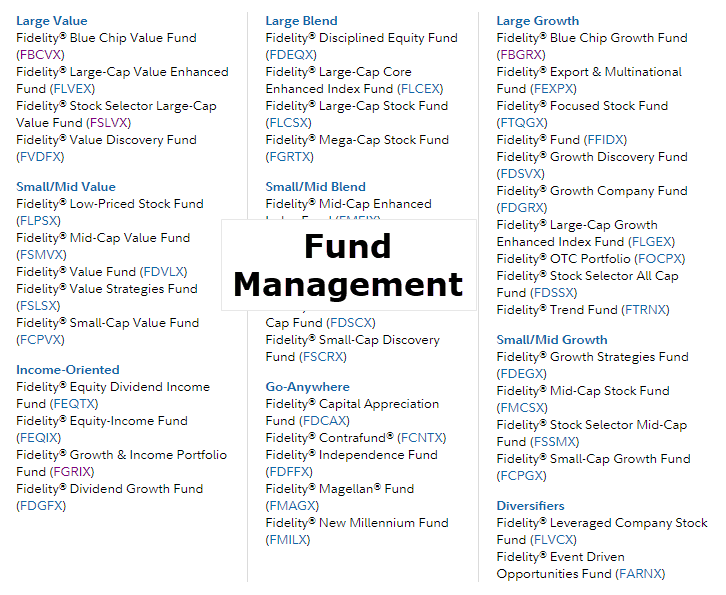 Large Value
Fidelity® Blue Chip Value Fund
(FBCVX)
Fidelity® Large-Cap Value Enhanced
Fund (FLVEX)
Fidelity® Stock Selector Large-Cap
Value Fund (FSLVX)
Fidelity® Value Discovery Fund
(FVDFX)
Small/Mid Value
Fidelity® Low-Priced Stock Fund
(FLPSX)
Fidelity® Mid-Cap Value Fund
(FSMVX)
Fidelity® Value Fund (FDVLX)
Fidelity® Value Strategies Fund
(FSLSX)
Fidelity® Small-Cap Value Fund
(FCPVX)
Income-Oriented
Fidelity® Equity Dividend Income
Fund (FEQTX)
Fidelity® Equity-Income Fund
(FEQIX)
Fidelity® Growth & Income Portfolio
Fund (FGRIX)
Fidelity® Dividend Growth Fund
(FDGFX)
Large Blend
Fidelity® Disciplined Equity Fund
(FDEQX)
Fidelity® Large-Cap Core
Enhanced Index Fund (FLCEX)
Fidelity® Large-Cap Stock Fund
(FLCSX)
Fidelity® Mega-Cap Stock Fund
(FGRTX)
Small/Mid Blend
Fidelity® Mid-Cap Enhanced
Index Fund (FMEIX)
Fund
Management
Cap Fund (FDSCX)
Fidelity® Small-Cap Discovery
Fund (FSCRX)
Go-Anywhere
Fidelity® Capital Appreciation
Fund (FDCAX)
Fidelity® Contrafund® (FCNTX)
Fidelity® Independence Fund
(FDFFX)
Fidelity® Magellan® Fund
(FMAGX)
Fidelity® New Millennium Fund
(FMILX)
Large Growth
Fidelity® Blue Chip Growth Fund
(FBGRX)
Fidelity® Export & Multinational
Fund (FEXPX)
Fidelity® Focused Stock Fund
(FTQGX)
Fidelity® Fund (FFIDX)
Fidelity® Growth Discovery Fund
(FDSVX)
Fidelity® Growth Company Fund
(FDGRX)
Fidelity® Large-Cap Growth
Enhanced Index Fund (FLGEX)
Fidelity® OTC Portfolio (FOCPX)
Fidelity® Stock Selector All Cap
Fund (FDSSX)
Fidelity® Trend Fund (FTRNX)
Small/Mid Growth
Fidelity® Growth Strategies Fund
(FDEGX)
Fidelity® Mid-Cap Stock Fund
(FMCSX)
Fidelity® Stock Selector Mid-Cap
Fund (FSSMX)
Fidelity® Small-Cap Growth Fund
(FCPGX)
Diversifiers
Fidelity® Leveraged Company Stock
Fund (FLVCX)
Fidelity® Event Driven
Opportunities Fund (FARNX)